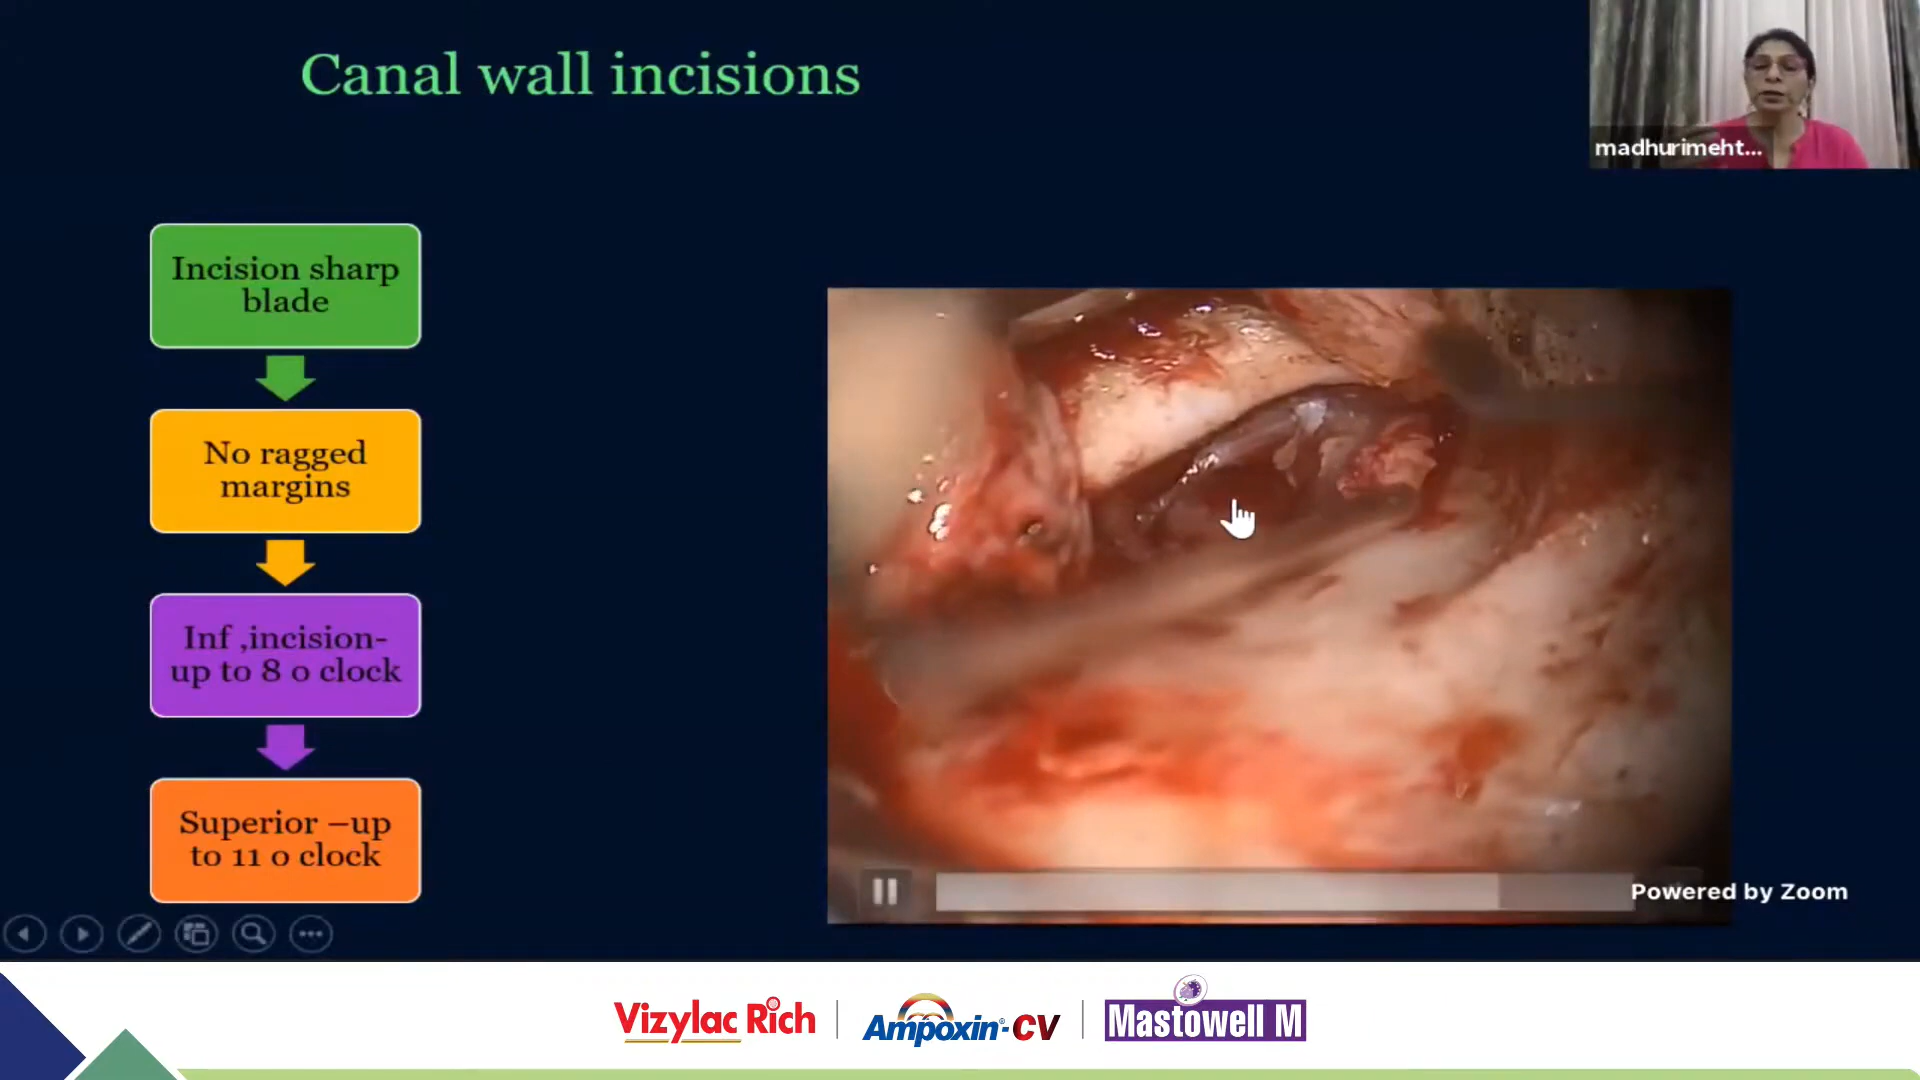 Canal wall incisions
madhurimeht...
Incision sharp
blade
No ragged
margins
Inf ,incision-
up to 8 o clock
Superior –up
to 11 o clock
Powered by Zoom
Vizylac Rich
Ampoxin®-CV
Mastowell M